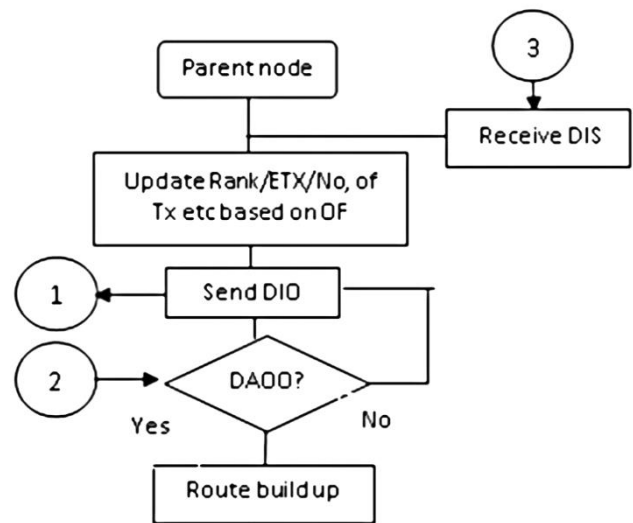 3
Parent node
Receive DIS
Update Rank/ETX/No, of
Tx etc based on OF
1
Send DIO
2
DAOO?
Yes
No
Route build up